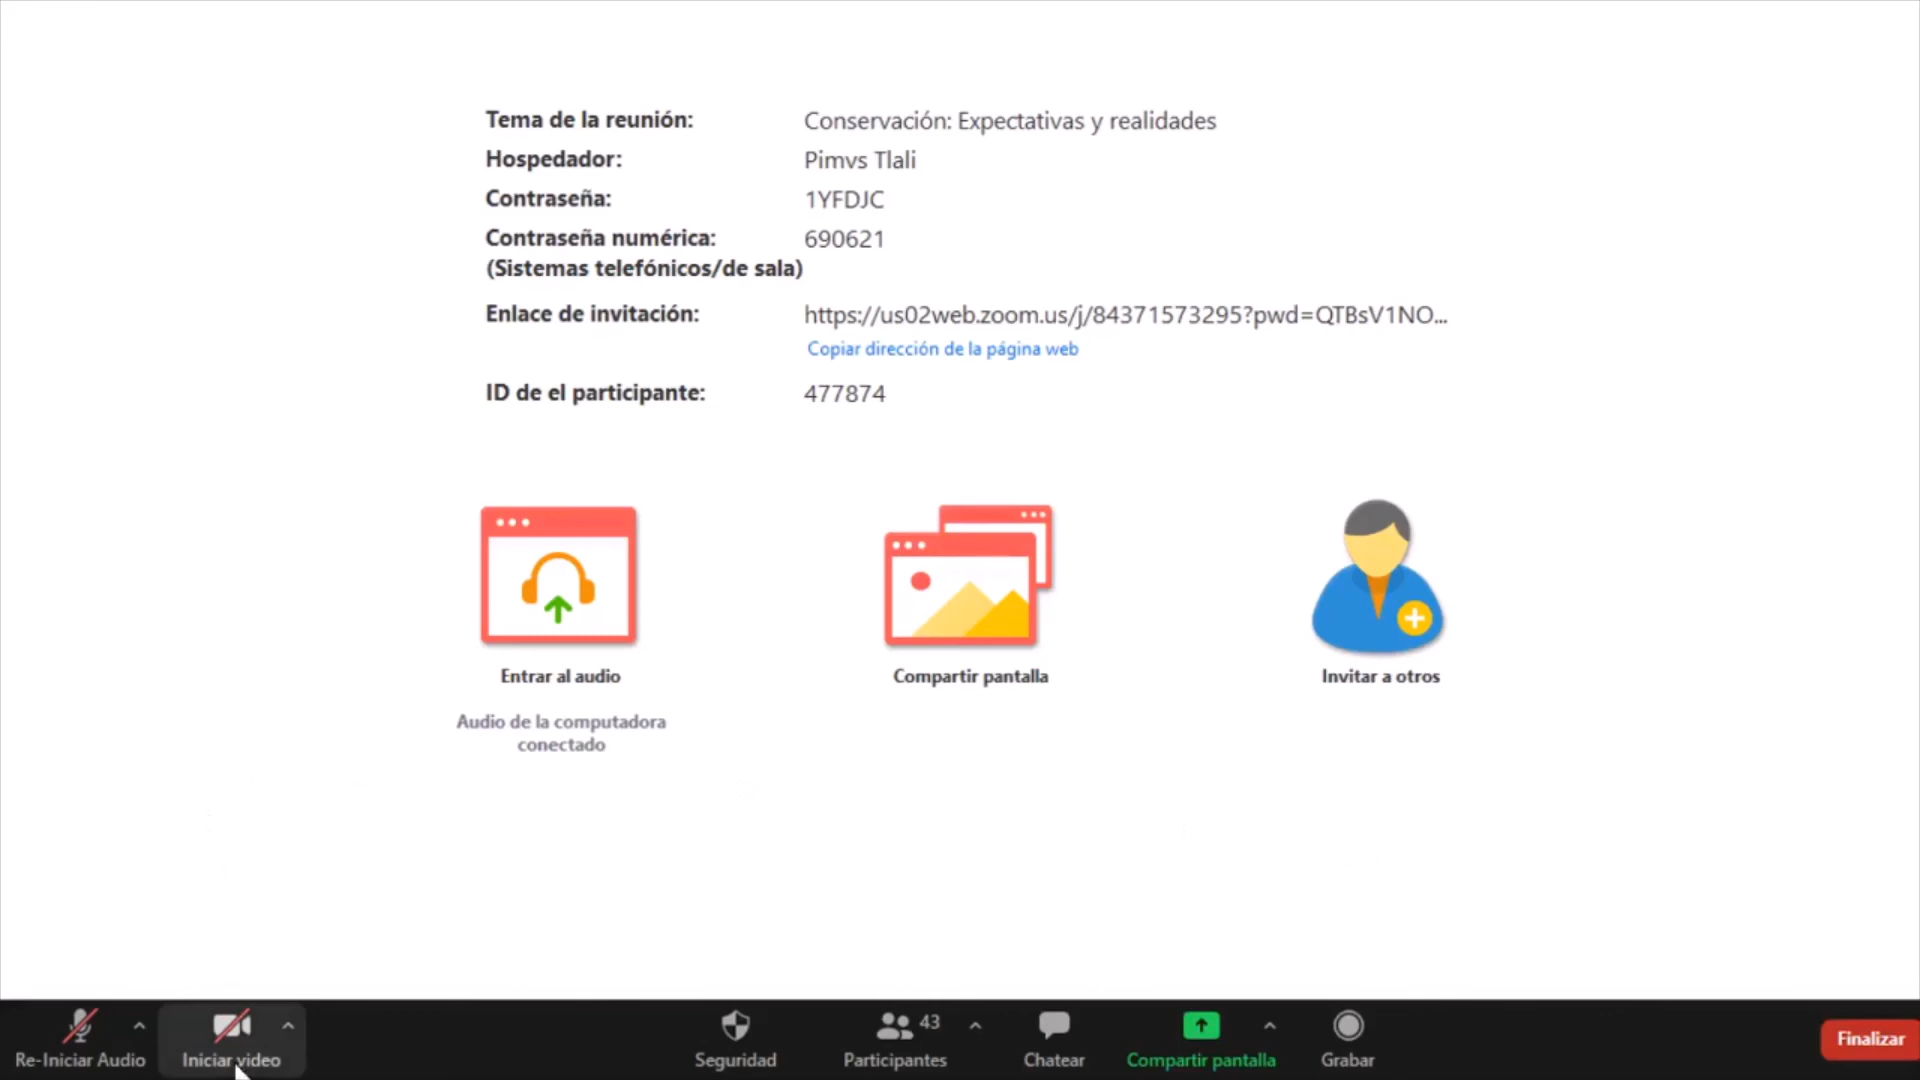 Tema de la reunión: Conservación: Expectativas y realidades
Hospedador: Pimvs Tlali
Contraseña: 1YFDJC
Contraseña numérica: 690621
(Sistemas telefónicos/de sala)
Enlace de invitación: https://us02web.zoom.us/j/84371573295?pwd=QTBsV1NO...
Copiar dirección de la página web
ID de el participante: 477874
Entrar al audio
Compartir pantalla
Invitar a otros
Audio de la computadora
conectado
43
Re-Iniciar Audio
Iniciar video
Seguridad
Participantes
Chatear
Compartir pantalla
Grabar
Finalizar